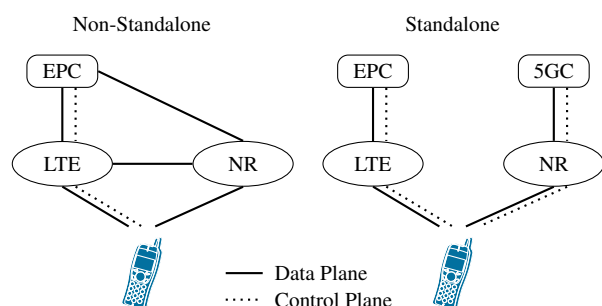 Non-Standalone
Standalone
EPC
EPC
5GC
LTE
NR
LTE
NR
Data Plane
Control Plane